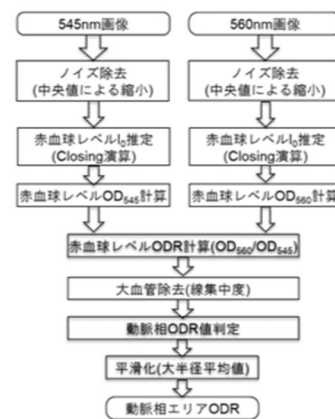 545nm画像
560nm画像
ノイズ除去
(中央値による縮小)
ノイズ除去
(中央値による縮小)
赤血球レベルI₀推定
(Closing演算)
赤血球レベルI₀推定
(Closing演算)
赤血球レベルOD₅₄₅計算
赤血球レベルOD₅₆₀計算
赤血球レベルODR計算(OD₅₆₀/OD₅₄₅)
大血管除去(線集中度)
動脈相ODR値判定
平滑化(大半径平均値)
動脈相エリアODR